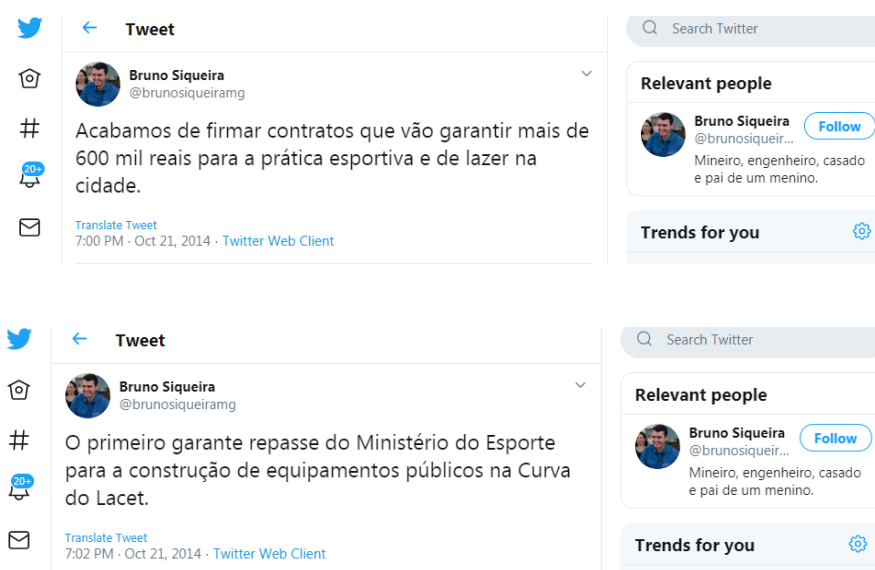 Tweet
Search Twitter
Bruno Siqueira
@brunosiqueiramg
Acabamos de firmar contratos que vão garantir mais de
600 mil reais para a prática esportiva e de lazer na
cidade.
Translate Tweet
7:00 PM · Oct 21, 2014 · Twitter Web Client
20+
Relevant people
Bruno Siqueira
@brunosiqueir...
Follow
Mineiro, engenheiro, casado
e pai de um menino.
Trends for you
Tweet
Search Twitter
Bruno Siqueira
@brunosiqueiramg
O primeiro garante repasse do Ministério do Esporte
para a construção de equipamentos públicos na Curva
do Lacet.
Translate Tweet
7:02 PM · Oct 21, 2014 · Twitter Web Client
20+
Relevant people
Bruno Siqueira
@brunosiqueir...
Follow
Mineiro, engenheiro, casado
e pai de um menino.
Trends for you